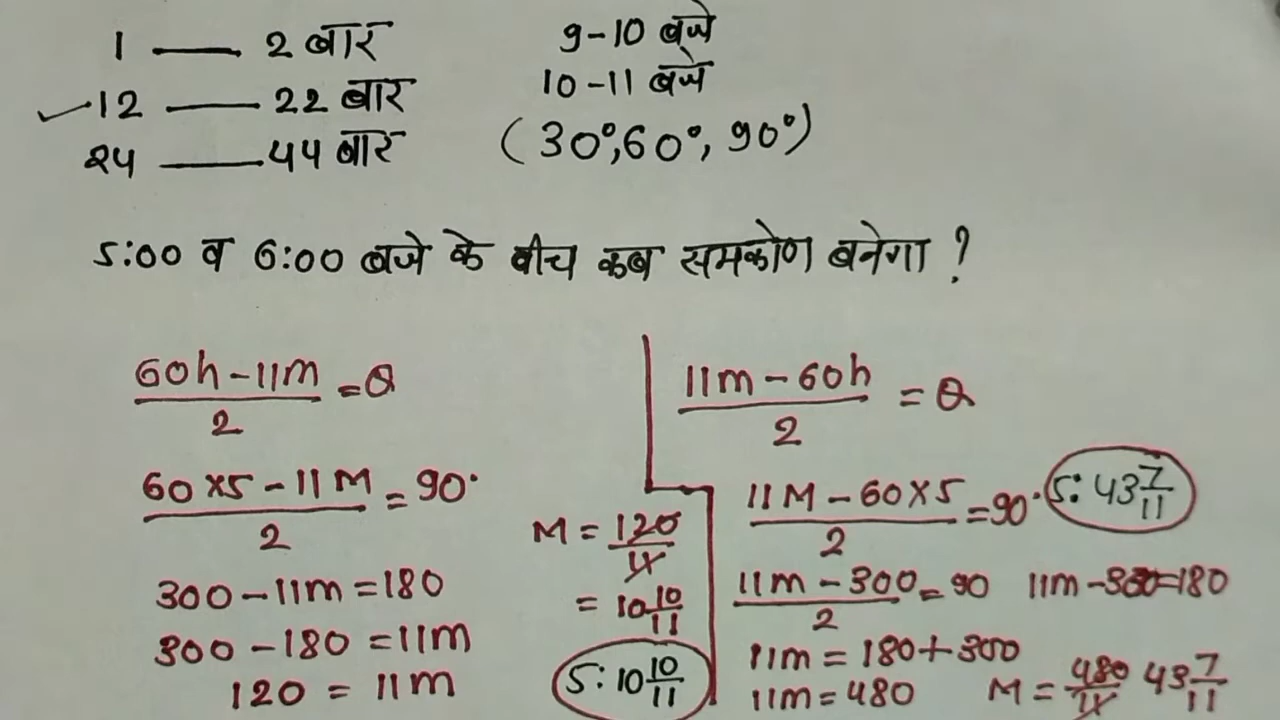 1 — 2 बार
✓12 — 22 बार
24 — 44 बार
9-10 बजे
10-11 बजे
(30°,60°, 90°)
5:00 व 6:00 बजे के बीच कब समकोण बनेगा ?
60h-11m/2 = θ
60×5-11M/2 = 90°
300-11m=180
300-180=11m
120 = 11m
M = 120/11
= 10 10/11
5:10 10/11
11m-60h/2 = θ
11M-60×5/2 = 90°
5:43 7/11
11m-300/2 = 90 11m-300=180
11m = 180+300
11m=480 M = 480/11 43 7/11